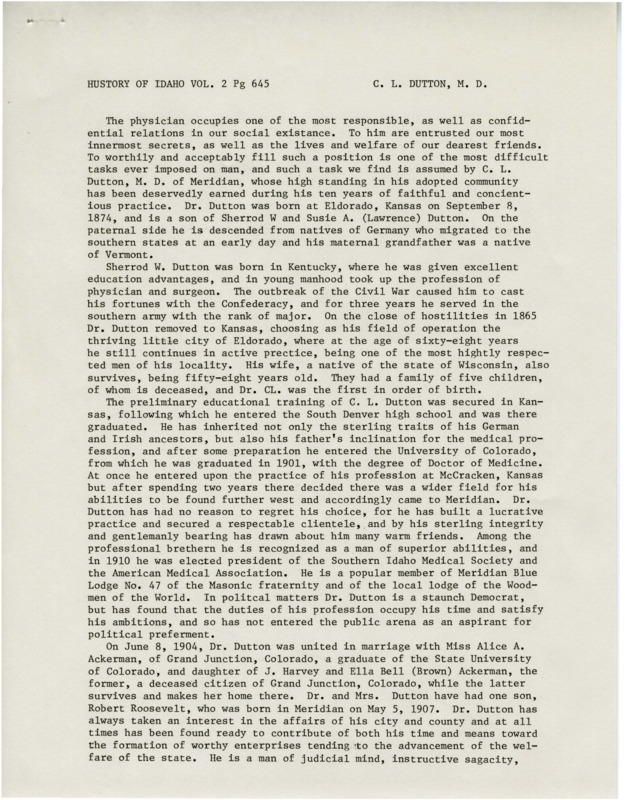 HUSTORY OF IDAHO VOL. 2 Pg 645 C. L. DUTTON, M. D.
The physician occupies one of the most responsible, as well as confid-
ential relations in our social existance. To him are entrusted our most
innermost secrets, as well as the lives and welfare of our dearest friends.
To worthily and acceptably fill such a position is one of the most difficult
tasks ever imposed on man, and such a task we find is assumed by C. L.
Dutton, M. D. of Meridian, whose high standing in his adopted community
has been deservedly earned during his ten years of faithful and concient-
ious practice. Dr. Dutton was born at Eldorado, Kansas on September 8,
1874, and is a son of Sherrod W and Susie A. (Lawrence) Dutton. On the
paternal side he is descended from natives of Germany who migrated to the
southern states at an early day and his maternal grandfather was a native
of Vermont.
Sherrod W. Dutton was born in Kentucky, where he was given excellent
education advantages, and in young manhood took up the profession of
physician and surgeon. The outbreak of the Civil War caused him to cast
his fortunes with the Confederacy, and for three years he served in the
southern army with the rank of major. On the close of hostilities in 1865
Dr. Dutton removed to Kansas, choosing as his field of operation the
thriving little city of Eldorado, where at the age of sixty-eight years
he still continues in active prectice, being one of the most hightly respec-
ted men of his locality. His wife, a native of the state of Wisconsin, also
survives, being fifty-eight years old. They had a family of five children,
of whom is deceased, and Dr. CL. was the first in order of birth.
The preliminary educational training of C. L. Dutton was secured in Kan-
sas, following which he entered the South Denver high school and was there
graduated. He has inherited not only the sterling traits of his German
and Irish ancestors, but also his father's inclination for the medical pro-
fession, and after some preparation he entered the University of Colorado,
from which he was graduated in 1901, with the degree of Doctor of Medicine.
At once he entered upon the practice of his profession at McCracken, Kansas
but after spending two years there decided there was a wider field for his
abilities to be found further west and accordingly came to Meridian. Dr.
Dutton has had no reason to regret his choice, for he has built a lucrative
practice and secured a respectable clientele, and by his sterling integrity
and gentlemanly bearing has drawn about him many warm friends. Among the
professional brethern he is recognized as a man of superior abilities, and
in 1910 he was elected president of the Southern Idaho Medical Society and
the American Medical Association. He is a popular member of Meridian Blue
Lodge No. 47 of the Masonic fraternity and of the local lodge of the Wood-
men of the World. In politcal matters Dr. Dutton is a staunch Democrat,
but has found that the duties of his profession occupy his time and satisfy
his ambitions, and so has not entered the public arena as an aspirant for
political preferment.
On June 8, 1904, Dr. Dutton was united in marriage with Miss Alice A.
Ackerman, of Grand Junction, Colorado, a graduate of the State University
of Colorado, and daughter of J. Harvey and Ella Bell (Brown) Ackerman, the
former, a deceased citizen of Grand Junction, Colorado, while the latter
survives and makes her home there. Dr. and Mrs. Dutton have had one son,
Robert Roosevelt, who was born in Meridian on May 5, 1907. Dr. Dutton has
always taken an interest in the affairs of his city and county and at all
times has been found ready to contribute of both his time and means toward
the formation of worthy enterprises tending to the advancement of the wel-
fare of the state. He is a man of judicial mind, instructive sagacity,